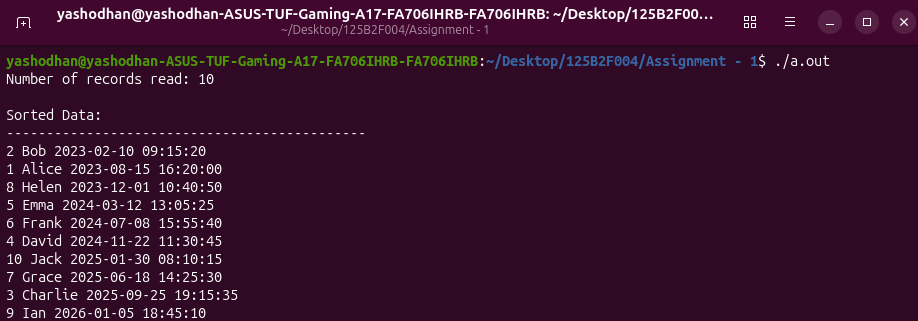 yashodhan@yashodhan-ASUS-TUF-Gaming-A17-FA706IHRB-FA706IHRB: ~/Desktop/125B2F00...
~/Desktop/125B2F004/Assignment - 1
yashodhan@yashodhan-ASUS-TUF-Gaming-A17-FA706IHRB-FA706IHRB:~/Desktop/125B2F004/Assignment - 1$ ./a.out
Number of records read: 10
Sorted Data:
---------------------------------------------
2 Bob 2023-02-10 09:15:20
1 Alice 2023-08-15 16:20:00
8 Helen 2023-12-01 10:40:50
5 Emma 2024-03-12 13:05:25
6 Frank 2024-07-08 15:55:40
4 David 2024-11-22 11:30:45
10 Jack 2025-01-30 08:10:15
7 Grace 2025-06-18 14:25:30
3 Charlie 2025-09-25 19:15:35
9 Ian 2026-01-05 18:45:10